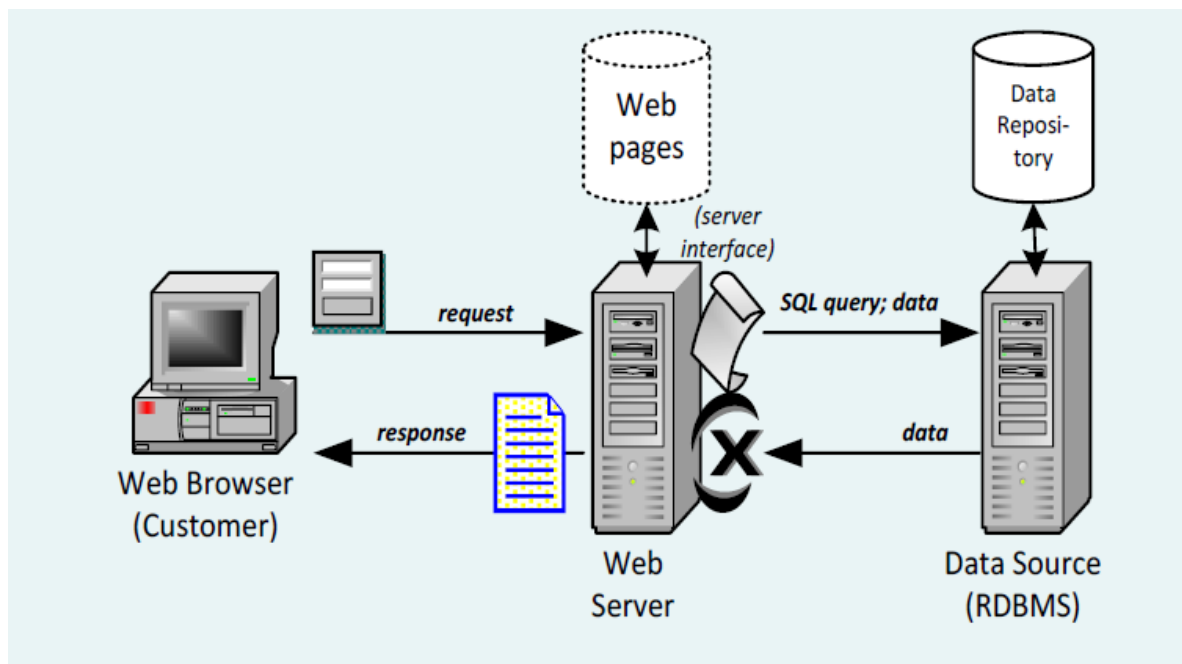 Web
pages
Data
Reposi-
tory
(server
interface)
request
SQL query; data
response
data
X
Web Browser
(Customer)
Web
Server
Data Source
(RDBMS)